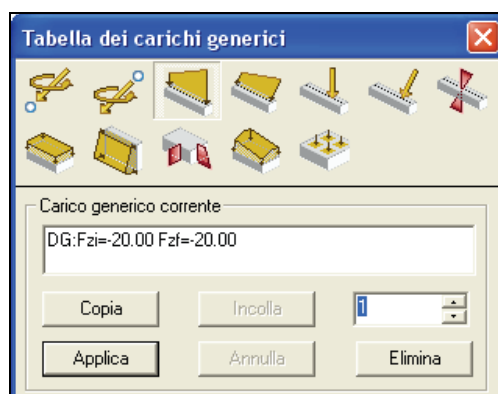 Tabella dei carichi generici
Carico generico corrente
DG:Fzi=-20.00 Fzf=-20.00
Copia Incolla 1
Applica Annulla Elimina